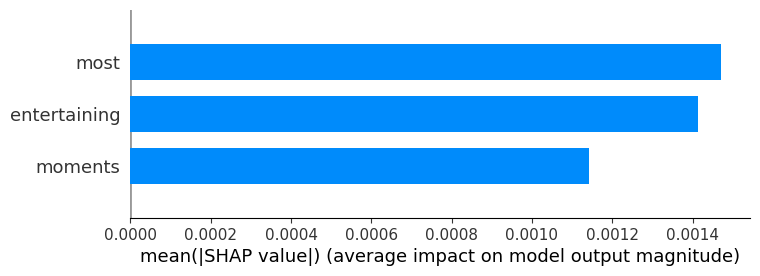 most
entertaining
moments
0.0000 0.0002 0.0004 0.0006 0.0008 0.0010 0.0012 0.0014
mean(|SHAP value|) (average impact on model output magnitude)